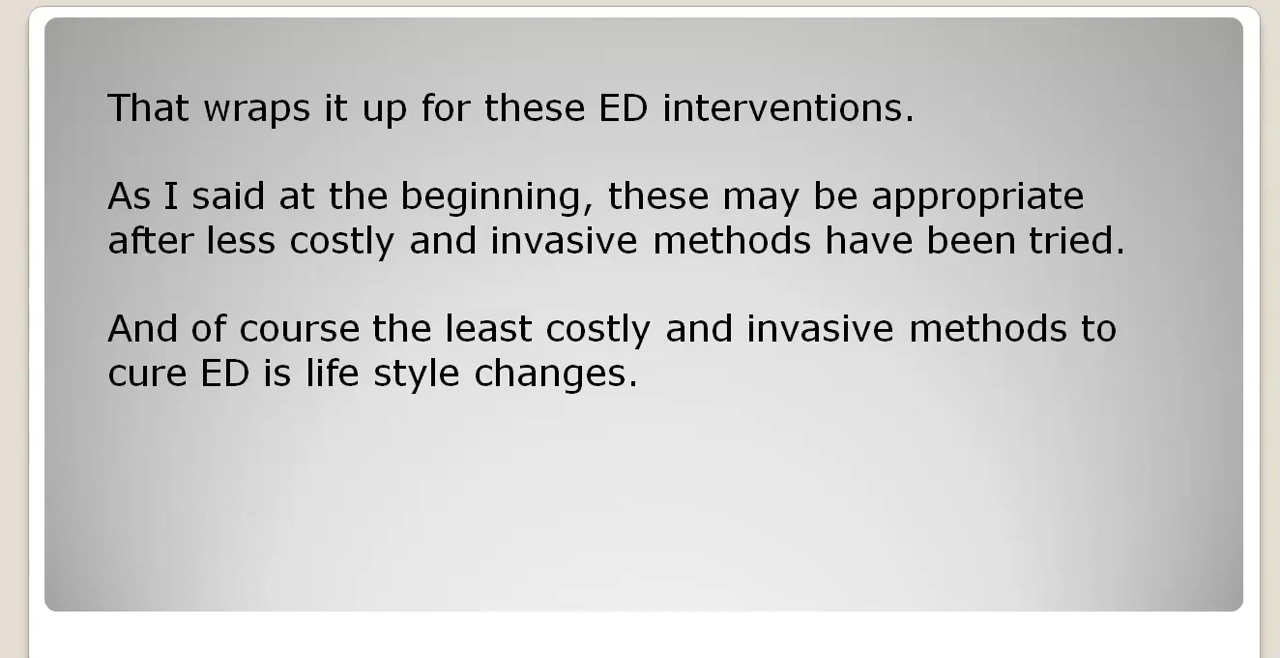 That wraps it up for these ED interventions.
As I said at the beginning, these may be appropriate
after less costly and invasive methods have been tried.
And of course the least costly and invasive methods to
cure ED is life style changes.